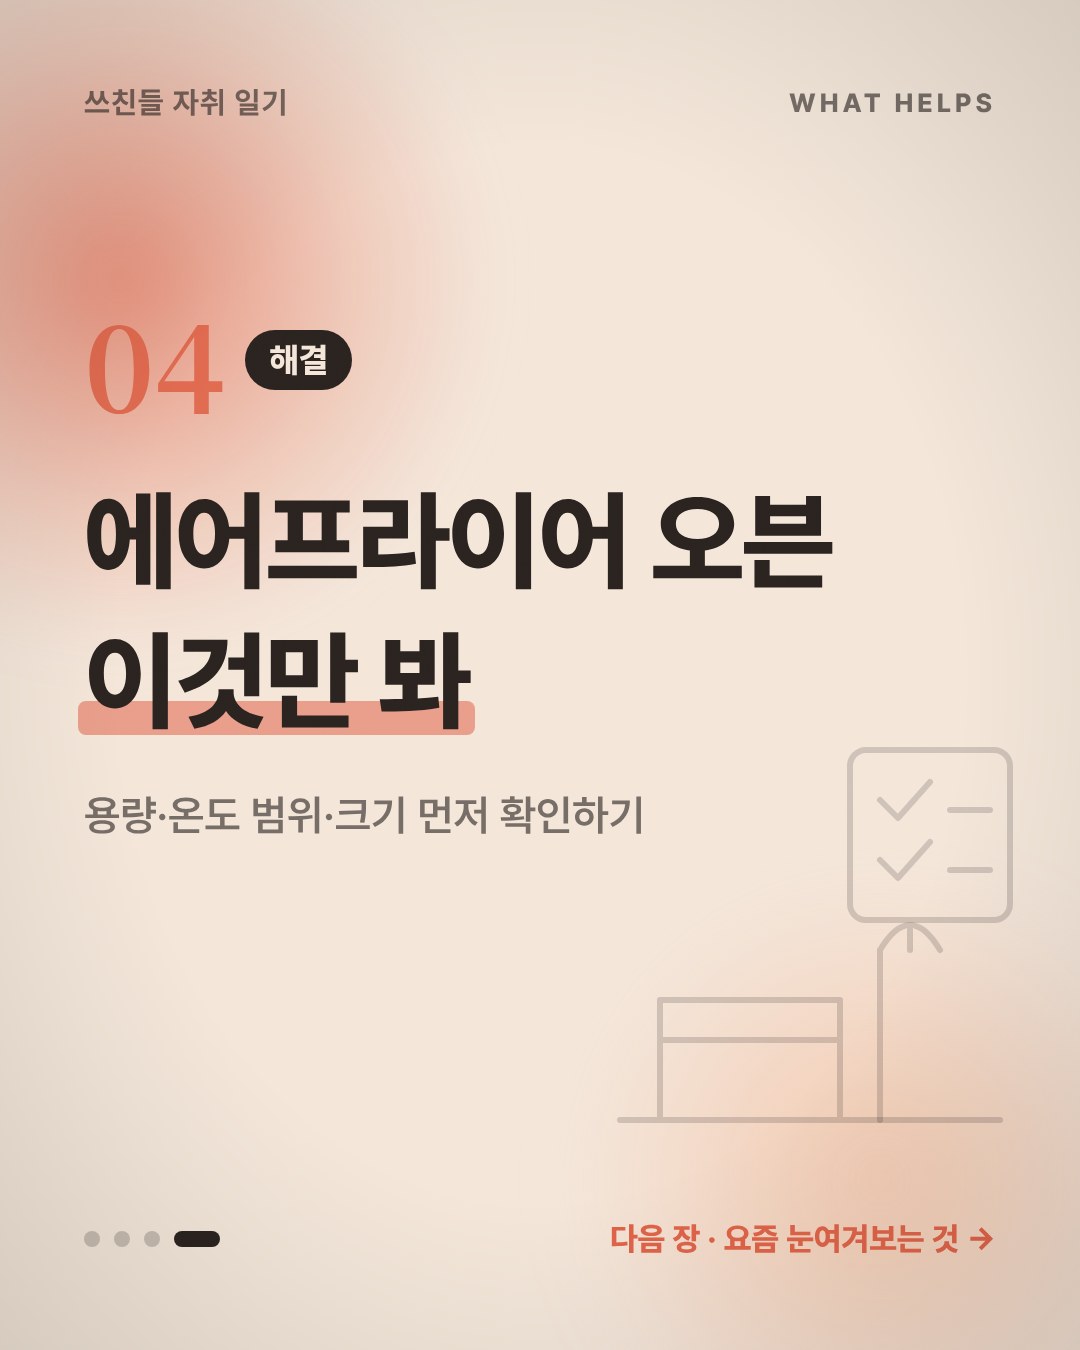 쓰친들 자취 일기
WHAT HELPS
04
해결
에어프라이어 오븐
이것만 봐
용량·온도 범위·크기 먼저 확인하기
다음 장 · 요즘 눈여겨보는 것 →